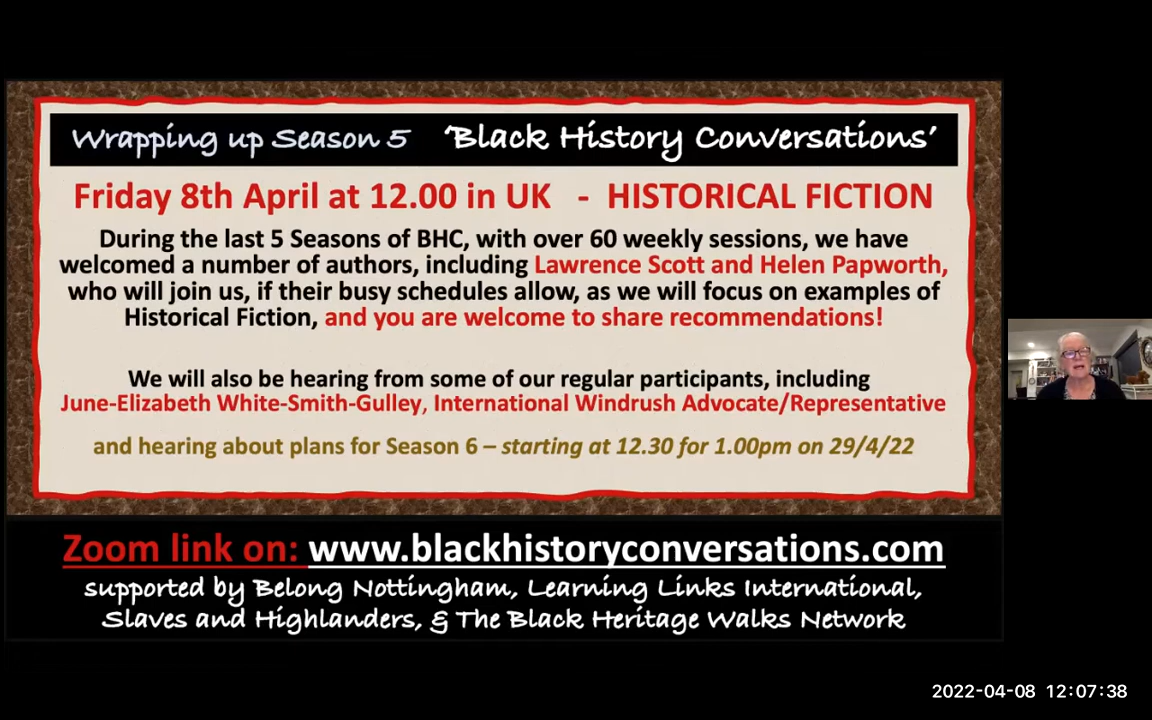 Wrapping up Season 5 'Black History Conversations'
Friday 8th April at 12.00 in UK - HISTORICAL FICTION
During the last 5 Seasons of BHC, with over 60 weekly sessions, we have
welcomed a number of authors, including Lawrence Scott and Helen Papworth,
who will join us, if their busy schedules allow, as we will focus on examples of
Historical Fiction, and you are welcome to share recommendations!
We will also be hearing from some of our regular participants, including
June-Elizabeth White-Smith-Gulley, International Windrush Advocate/Representative
and hearing about plans for Season 6 – starting at 12.30 for 1.00pm on 29/4/22
Zoom link on: www.blackhistoryconversations.com
supported by Belong Nottingham, Learning Links International,
Slaves and Highlanders, & The Black Heritage Walks Network
2022-04-08 12:07:38